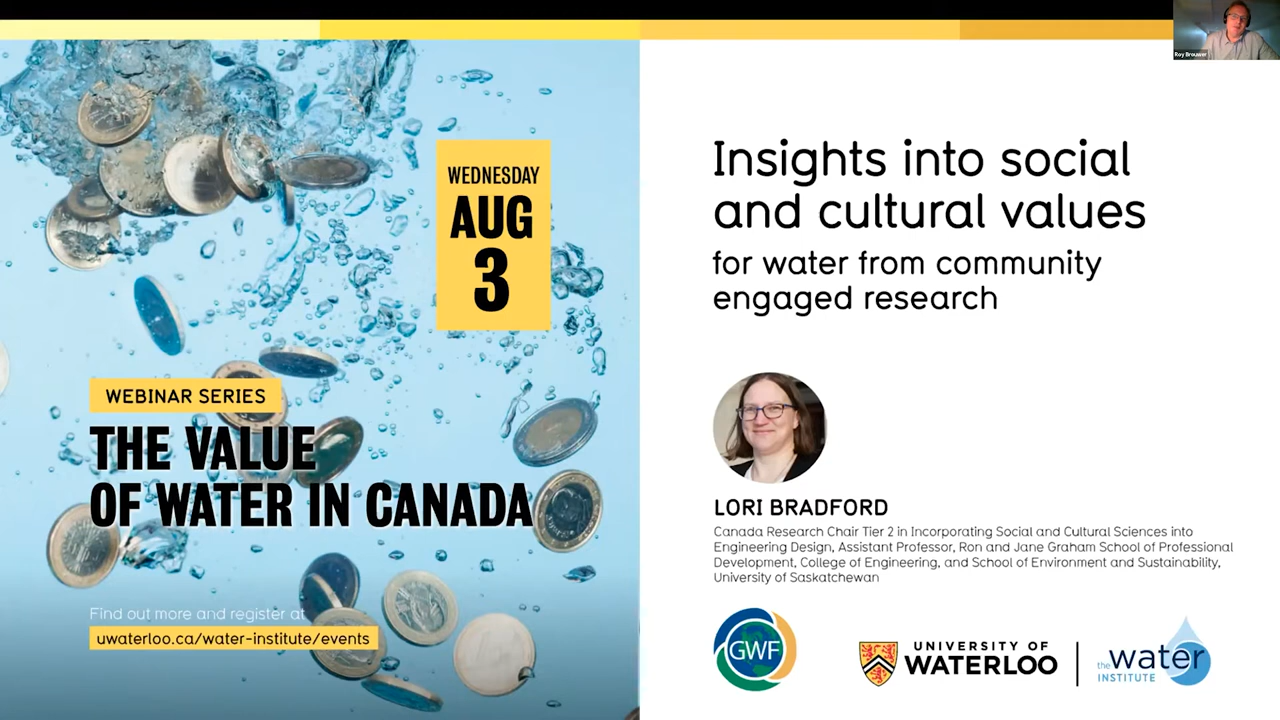 Roy Brouwer
WEDNESDAY
AUG
3
WEBINAR SERIES
THE VALUE
OF WATER IN CANADA
Find out more and register at
uwaterloo.ca/water-institute/events
Insights into social
and cultural values
for water from community
engaged research
LORI BRADFORD
Canada Research Chair Tier 2 in Incorporating Social and Cultural Sciences into
Engineering Design, Assistant Professor, Ron and Jane Graham School of Professional
Development, College of Engineering, and School of Environment and Sustainability,
University of Saskatchewan
GWF
UNIVERSITY OF
WATERLOO
the water
INSTITUTE